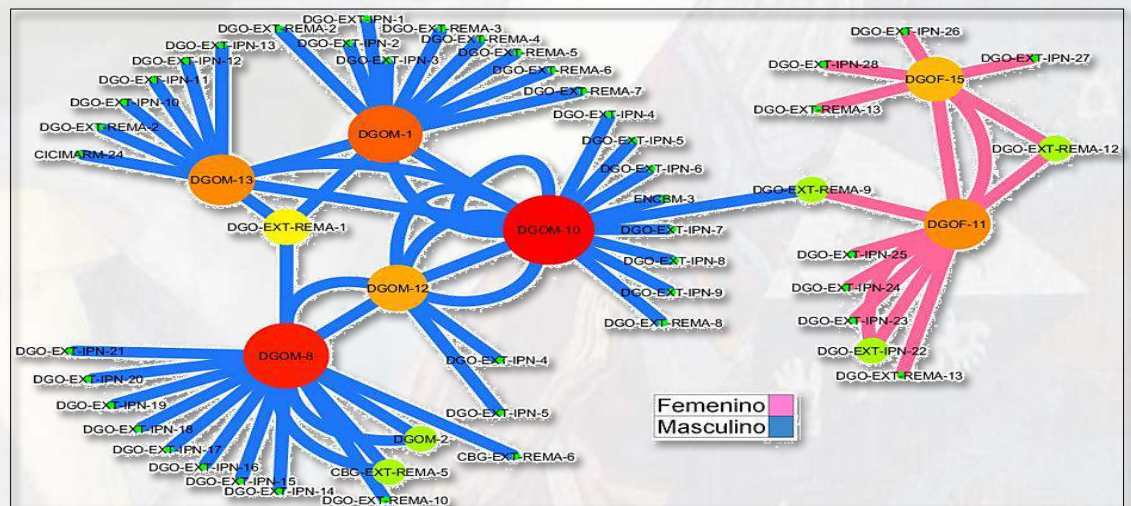 DGO-EXT-IPN-1
DGO-EXT-REMA-2
DGO-EXT-REMA-3
DGO-EXT-IPN-26
DGO-EXT-REMA-4
DGO-EXT-IPN-13
DGO-EXT-IPN-2
DGO-EXT-REMA-5
DGO-EXT-IPN-12
DGO-EXT-IPN-3
DGO-EXT-IPN-27
DGO-EXT-IPN-28
DGO-EXT-REMA-6
DGO-EXT-IPN-11
DGOF-15
DGO-EXT-REMA-7
DGO-EXT-IPN-10
DGO-EXT-REMA-13
DGO-EXT-IPN-4
DGO-EXT-REMA-2
DGOM-1
DGO-EXT-IPN-5
DGO-EXT-REMA-12
CICIMARM-24
DGO-EXT-IPN-6
DGOM-13
DGO-EXT-REMA-9
ENCBM-3
DGO-EXT-REMA-1
DGOM-10
DGO-EXT-IPN-7
DGOF-11
DGO-EXT-IPN-25
DGO-EXT-IPN-8
DGOM-12
DGO-EXT-IPN-24
DGO-EXT-IPN-9
DGO-EXT-IPN-23
DGO-EXT-REMA-8
DGO-EXT-IPN-21
DGO-EXT-IPN-22
DGOM-8
DGO-EXT-IPN-4
DGO-EXT-REMA-13
DGO-EXT-IPN-20
DGO-EXT-IPN-19
Femenino
DGO-EXT-IPN-5
Masculino
DGO-EXT-IPN-18
DGOM-2
DGO-EXT-IPN-17
CBG-EXT-REMA-6
DGO-EXT-IPN-16
CBG-EXT-REMA-5
DGO-EXT-IPN-15
DGO-EXT-IPN-14
DGO-EXT-REMA-10